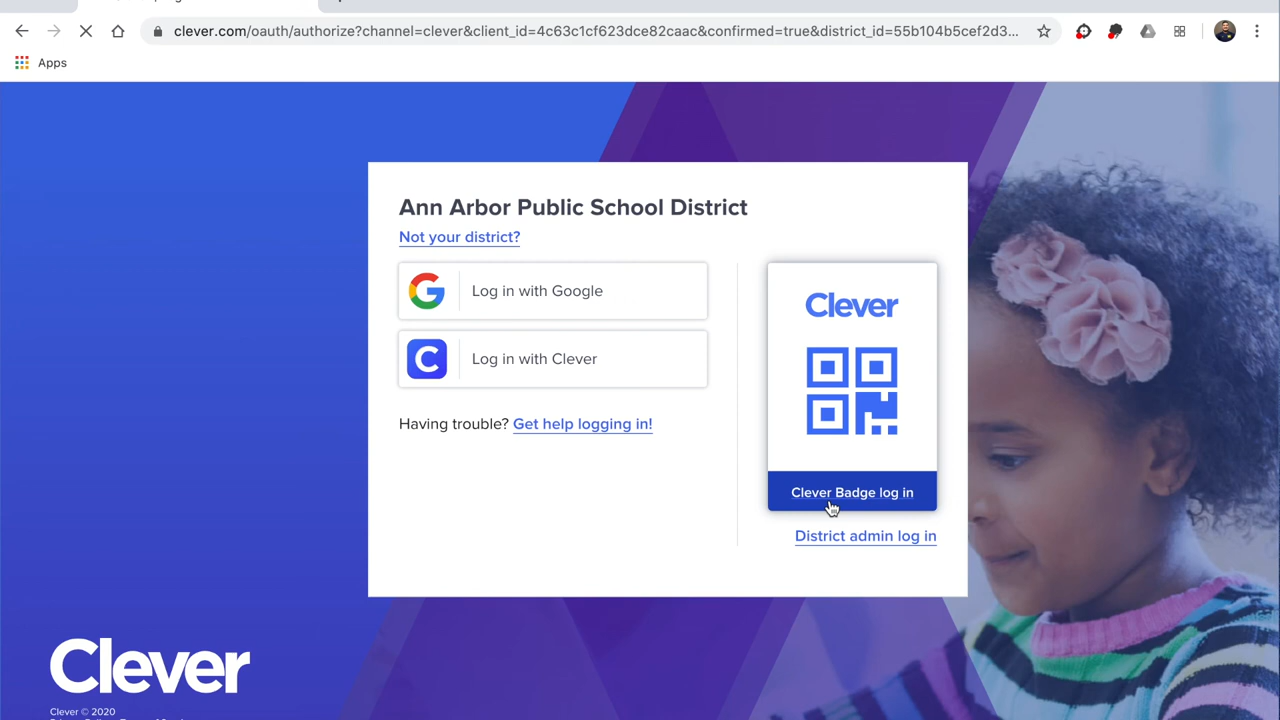 clever.com/oauth/authorize?channel=clever&client_id=4c63c1cf623dce82caac&confirmed=true&district_id=55b104b5cef2d3...
Apps
Ann Arbor Public School District
Not your district?
Log in with Google
Log in with Clever
Having trouble? Get help logging in!
Clever
Clever Badge log in
District admin log in
Clever
Clever © 2020